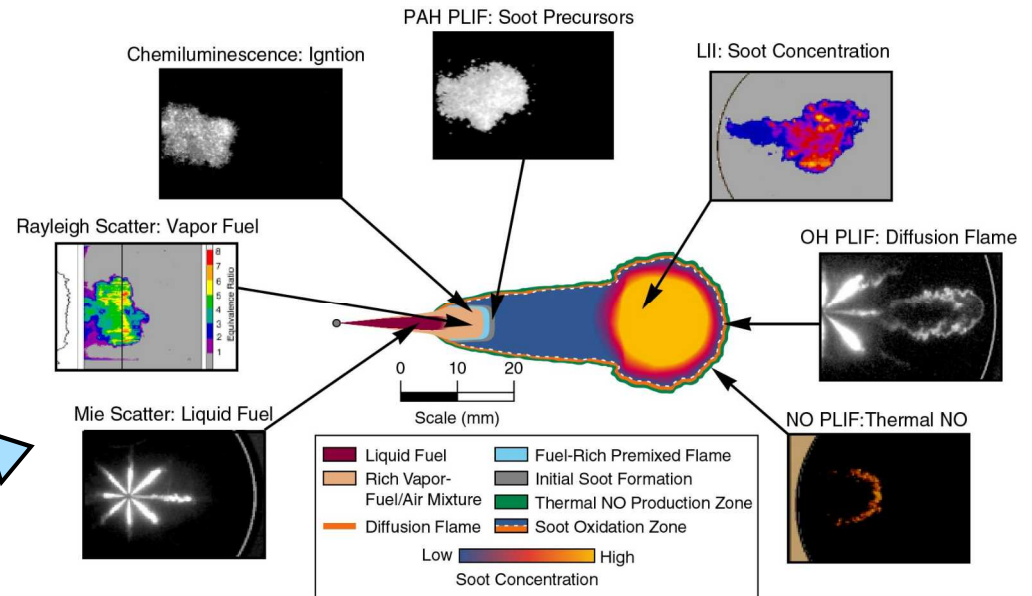 PAH PLIF: Soot Precursors
Chemiluminescence: Igntion
LII: Soot Concentration
Rayleigh Scatter: Vapor Fuel
8
7
6
5
4
3
2
1
Equivalence Ratio
OH PLIF: Diffusion Flame
0 10 20
Scale (mm)
Mie Scatter: Liquid Fuel
NO PLIF:Thermal NO
Liquid Fuel
Rich Vapor-
Fuel/Air Mixture
Diffusion Flame
Fuel-Rich Premixed Flame
Initial Soot Formation
Thermal NO Production Zone
Soot Oxidation Zone
Low High
Soot Concentration